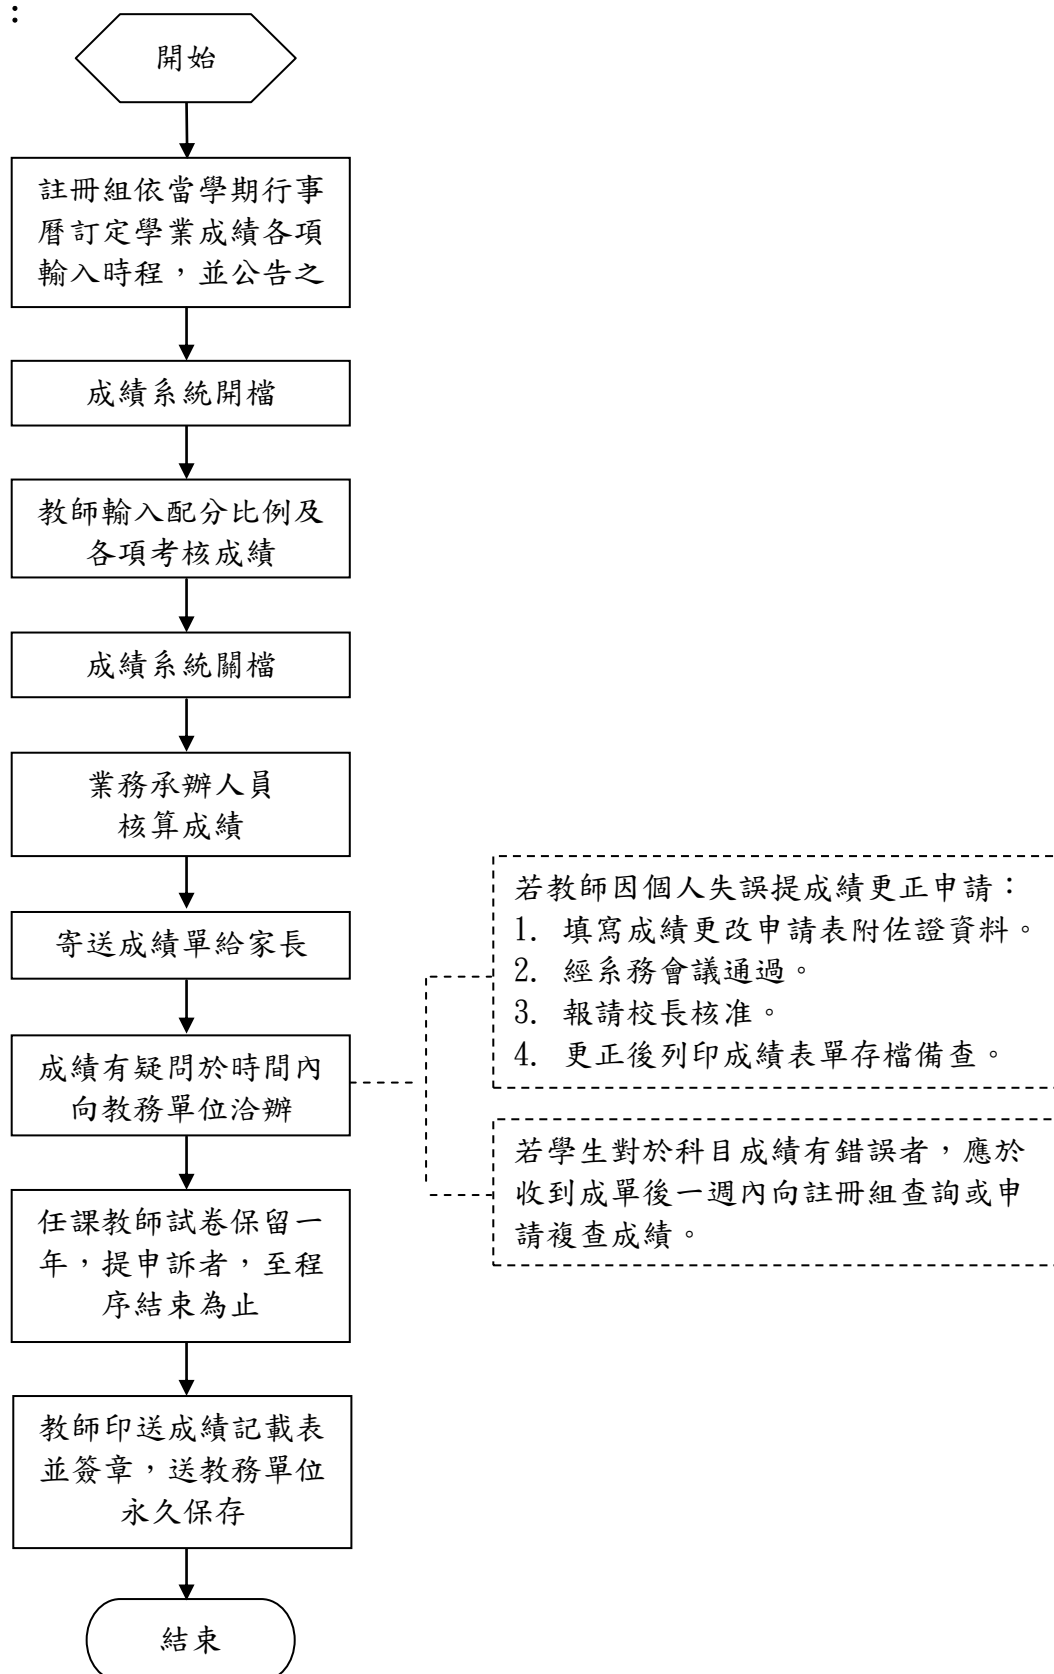 ：
開始
註冊組依當學期行事
曆訂定學業成績各項
輸入時程，並公告之
成績系統開檔
教師輸入配分比例及
各項考核成績
成績系統關檔
業務承辦人員
核算成績
寄送成績單給家長
成績有疑問於時間內
向教務單位洽辦
若教師因個人失誤提成績更正申請：
1. 填寫成績更改申請表附佐證資料。
2. 經系務會議通過。
3. 報請校長核准。
4. 更正後列印成績表單存檔備查。
若學生對於科目成績有錯誤者，應於
收到成單後一週內向註冊組查詢或申
請複查成績。
任課教師試卷保留一
年，提申訴者，至程
序結束為止
教師印送成績記載表
並簽章，送教務單位
永久保存
結束